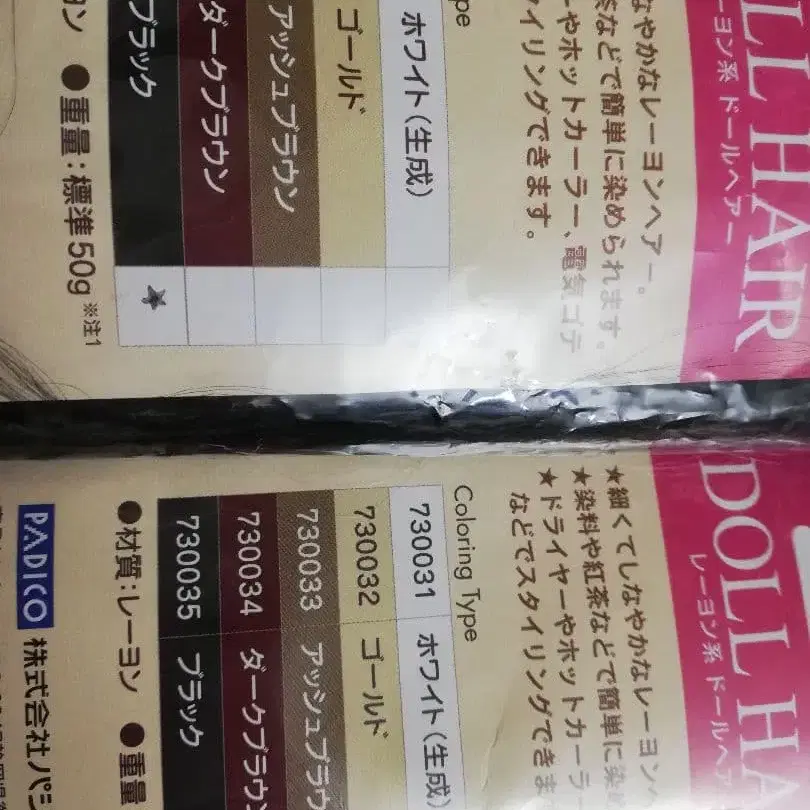 LL HAIR
ーヨン系 ドールヘアー
なやかなレーヨンヘアー。
茶などで簡単に染められます。
ーやホットカーラー、電気ゴテ
イリングできます。
ype
ホワイト(生成)
ゴールド
アッシュブラウン
ダークブラウン
ブラック ★
ヨン ●重量:標準50g ※注1
DOLL HA
レーヨン系 ドールヘア
★細くてしなやかなレーヨン
★染料や紅茶などで簡単に染
★ドライヤーやホットカーラー
などでスタイリングできま
Coloring Type
730031 ホワイト(生成)
730032 ゴールド
730033 アッシュブラウ
730034 ダークブラウン
730035 ブラック
●材質:レーヨン ●重量
PADICO 株式会社パジ